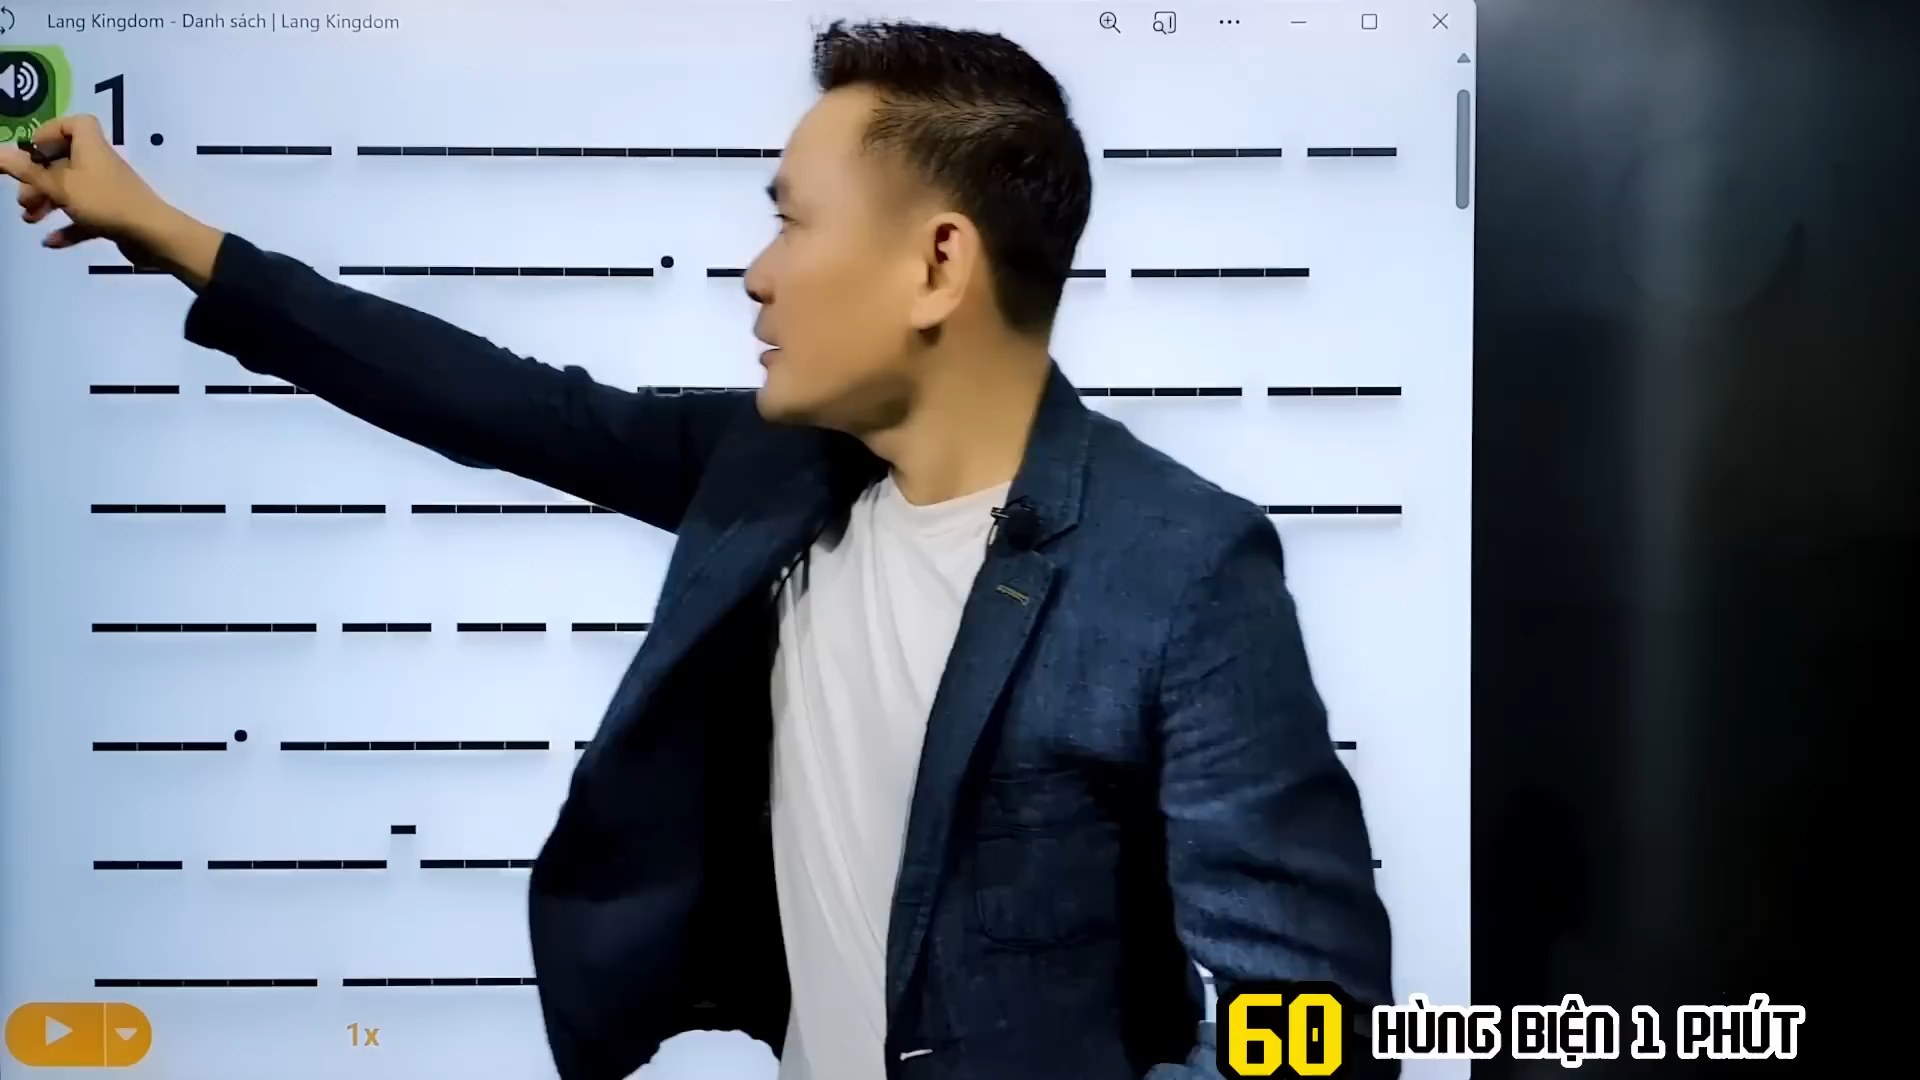 Lang Kingdom - Danh sách | Lang Kingdom
1.
1x
60 HÙNG BIỆN 1 PHÚT